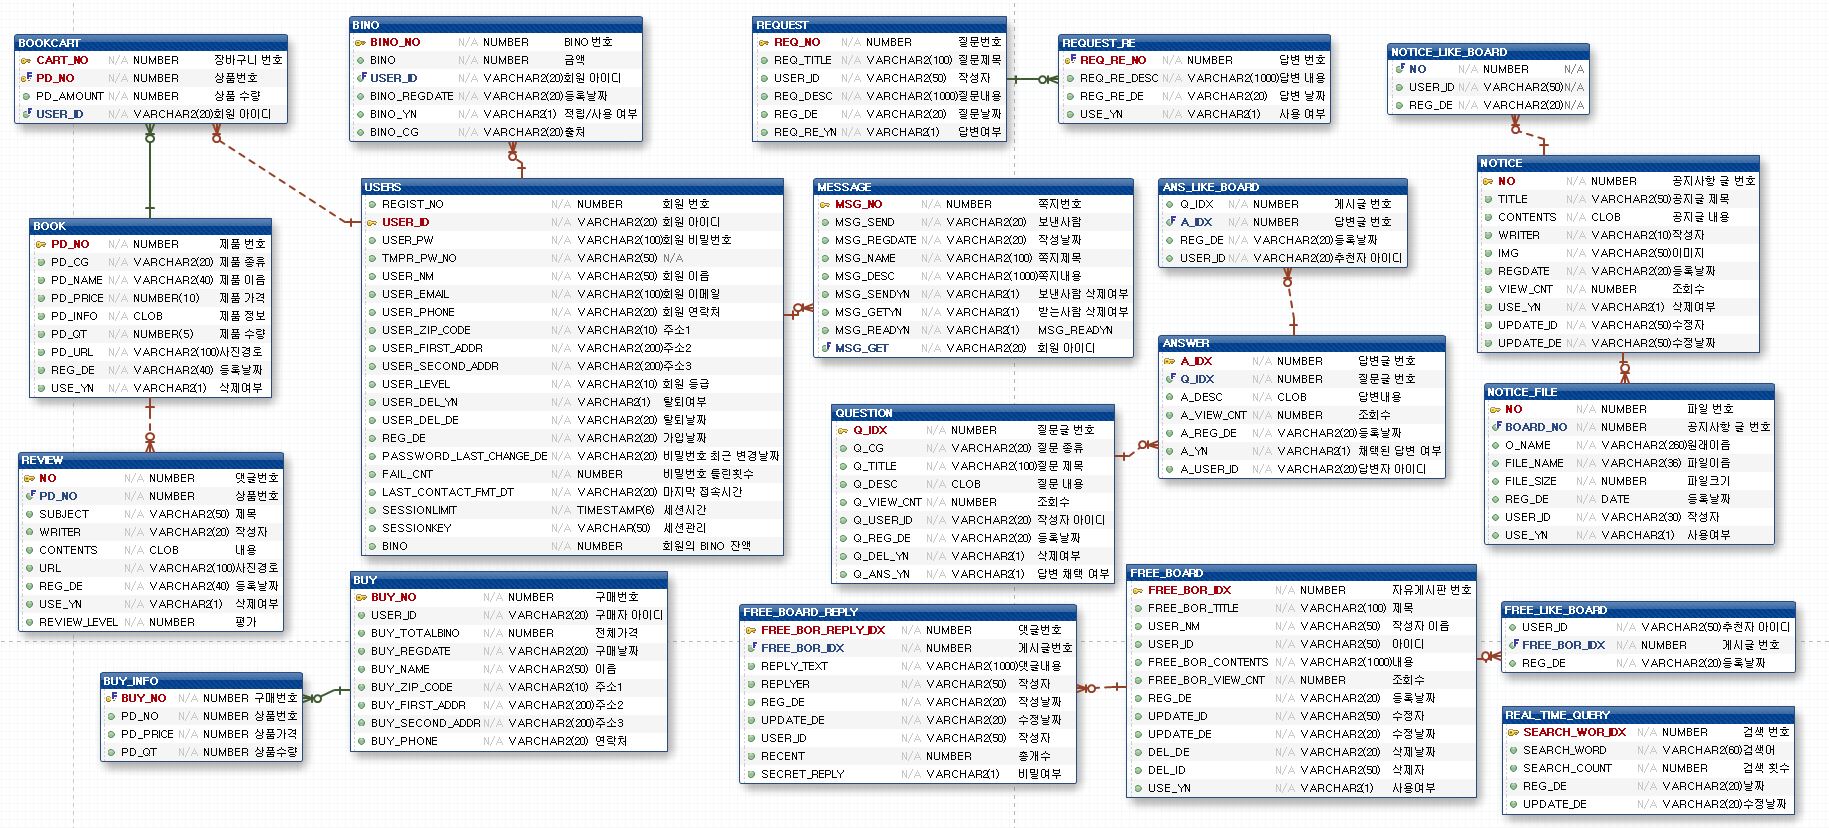 BOOKCART
CART_NO N/A NUMBER 장바구니 번호
PD_NO N/A NUMBER 상품번호
PD_AMOUNT N/A NUMBER 상품 수량
USER_ID N/A VARCHAR2(20) 회원 아이디
BINO
BINO_NO N/A NUMBER BINO 번호
BINO N/A NUMBER 금액
USER_ID N/A VARCHAR2(20) 회원 아이디
BINO_REGDATE N/A VARCHAR2(20) 등록날짜
BINO_YN N/A VARCHAR2(1) 적립/사용 여부
BINO_CG N/A VARCHAR2(20) 출처
REQUEST
REQ_NO N/A NUMBER 질문번호
REQ_TITLE N/A VARCHAR2(100) 질문제목
USER_ID N/A VARCHAR2(50) 작성자
REQ_DESC N/A VARCHAR2(1000) 질문내용
REG_DE N/A VARCHAR2(20) 질문날짜
REQ_RE_YN N/A VARCHAR2(1) 답변여부
REQUEST_RE
REQ_RE_NO N/A NUMBER 답변 번호
REQ_RE_DESC N/A VARCHAR2(1000) 답변 내용
REG_RE_DE N/A VARCHAR2(20) 답변 날짜
USE_YN N/A VARCHAR2(1) 사용 여부
NOTICE_LIKE_BOARD
NO N/A NUMBER N/A
USER_ID N/A VARCHAR2(50) N/A
REG_DE N/A VARCHAR2(20) N/A
BOOK
PD_NO N/A NUMBER 제품 번호
PD_CG N/A VARCHAR2(20) 제품 종류
PD_NAME N/A VARCHAR2(40) 제품 이름
PD_PRICE N/A NUMBER(10) 제품 가격
PD_INFO N/A CLOB 제품 정보
PD_QT N/A NUMBER(5) 제품 수량
PD_URL N/A VARCHAR2(100) 사진경로
REG_DE N/A VARCHAR2(40) 등록날짜
USE_YN N/A VARCHAR2(1) 삭제여부
USERS
REGIST_NO N/A NUMBER 회원 번호
USER_ID N/A VARCHAR2(20) 회원 아이디
USER_PW N/A VARCHAR2(100) 회원 비밀번호
TMPR_PW_NO N/A VARCHAR2(50) N/A
USER_NM N/A VARCHAR2(50) 회원 이름
USER_EMAIL N/A VARCHAR2(100) 회원 이메일
USER_PHONE N/A VARCHAR2(20) 회원 연락처
USER_ZIP_CODE N/A VARCHAR2(10) 주소1
USER_FIRST_ADDR N/A VARCHAR2(200) 주소2
USER_SECOND_ADDR N/A VARCHAR2(200) 주소3
USER_LEVEL N/A VARCHAR2(10) 회원 등급
USER_DEL_YN N/A VARCHAR2(1) 탈퇴여부
USER_DEL_DE N/A VARCHAR2(20) 탈퇴날짜
REG_DE N/A VARCHAR2(20) 가입날짜
PASSWORD_LAST_CHANGE_DE N/A VARCHAR2(20) 비밀번호 최근 변경날짜
FAIL_CNT N/A NUMBER 비밀번호 틀린횟수
LAST_CONTACT_FMT_DT N/A VARCHAR2(20) 마지막 접속시간
SESSIONLIMIT N/A TIMESTAMP(6) 세션시간
SESSIONKEY N/A VARCHAR(50) 세션관리
BINO N/A NUMBER 회원의 BINO 잔액
MESSAGE
MSG_NO N/A NUMBER 쪽지번호
MSG_SEND N/A VARCHAR2(20) 보낸사람
MSG_REGDATE N/A VARCHAR2(20) 작성날짜
MSG_NAME N/A VARCHAR2(100) 쪽지제목
MSG_DESC N/A VARCHAR2(1000) 쪽지내용
MSG_SENDYN N/A VARCHAR2(1) 보낸사람 삭제여부
MSG_GETYN N/A VARCHAR2(1) 받는사람 삭제여부
MSG_READYN N/A VARCHAR2(1) MSG_READYN
MSG_GET N/A VARCHAR2(20) 회원 아이디
ANS_LIKE_BOARD
Q_IDX N/A NUMBER 게시글 번호
A_IDX N/A NUMBER 답변글 번호
REG_DE N/A VARCHAR2(20) 등록날짜
USER_ID N/A VARCHAR2(20) 추천자 아이디
NOTICE
NO N/A NUMBER 공지사항 글 번호
TITLE N/A VARCHAR2(50) 공지글 제목
CONTENTS N/A CLOB 공지글 내용
WRITER N/A VARCHAR2(10) 작성자
IMG N/A VARCHAR2(50) 이미지
REGDATE N/A VARCHAR2(20) 등록날짜
VIEW_CNT N/A NUMBER 조회수
USE_YN N/A VARCHAR2(1) 삭제여부
UPDATE_ID N/A VARCHAR2(50) 수정자
UPDATE_DE N/A VARCHAR2(50) 수정날짜
ANSWER
A_IDX N/A NUMBER 답변글 번호
Q_IDX N/A NUMBER 질문글 번호
A_DESC N/A CLOB 답변내용
A_VIEW_CNT N/A NUMBER 조회수
A_REG_DE N/A VARCHAR2(20) 등록날짜
A_YN N/A VARCHAR2(1) 채택된 답변 여부
A_USER_ID N/A VARCHAR2(20) 답변자 아이디
NOTICE_FILE
NO N/A NUMBER 파일 번호
BOARD_NO N/A NUMBER 공지사항 글 번호
O_NAME N/A VARCHAR2(260) 원래이름
FILE_NAME N/A VARCHAR2(36) 파일이름
FILE_SIZE N/A NUMBER 파일크기
REG_DE N/A DATE 등록날짜
USER_ID N/A VARCHAR2(30) 작성자
USE_YN N/A VARCHAR2(1) 사용여부
QUESTION
Q_IDX N/A NUMBER 질문글 번호
Q_CG N/A VARCHAR2(20) 질문 종류
Q_TITLE N/A VARCHAR2(100) 질문 제목
Q_DESC N/A CLOB 질문 내용
Q_VIEW_CNT N/A NUMBER 조회수
Q_USER_ID N/A VARCHAR2(20) 작성자 아이디
Q_REG_DE N/A VARCHAR2(20) 등록날짜
Q_DEL_YN N/A VARCHAR2(1) 삭제여부
Q_ANS_YN N/A VARCHAR2(1) 답변 채택 여부
REVIEW
NO N/A NUMBER 댓글번호
PD_NO N/A NUMBER 상품번호
SUBJECT N/A VARCHAR2(50) 제목
WRITER N/A VARCHAR2(20) 작성자
CONTENTS N/A CLOB 내용
URL N/A VARCHAR2(100) 사진경로
REG_DE N/A VARCHAR2(40) 등록날짜
USE_YN N/A VARCHAR2(1) 삭제여부
REVIEW_LEVEL N/A NUMBER 평가
BUY
BUY_NO N/A NUMBER 구매번호
USER_ID N/A VARCHAR2(20) 구매자 아이디
BUY_TOTALBINO N/A NUMBER 전체가격
BUY_REGDATE N/A VARCHAR2(20) 구매날짜
BUY_NAME N/A VARCHAR2(50) 이름
BUY_ZIP_CODE N/A VARCHAR2(10) 주소1
BUY_FIRST_ADDR N/A VARCHAR2(200) 주소2
BUY_SECOND_ADDR N/A VARCHAR2(200) 주소3
BUY_PHONE N/A VARCHAR2(20) 연락처
BUY_INFO
BUY_NO N/A NUMBER 구매번호
PD_NO N/A NUMBER 상품번호
PD_PRICE N/A NUMBER 상품가격
PD_QT N/A NUMBER 상품수량
FREE_BOARD_REPLY
FREE_BOR_REPLY_IDX N/A NUMBER 댓글번호
FREE_BOR_IDX N/A NUMBER 게시글번호
REPLY_TEXT N/A VARCHAR2(1000) 댓글내용
REPLYER N/A VARCHAR2(50) 작성자
REG_DE N/A VARCHAR2(20) 작성날짜
UPDATE_DE N/A VARCHAR2(20) 수정날짜
USER_ID N/A VARCHAR2(50) 작성자
RECENT N/A NUMBER 총개수
SECRET_REPLY N/A VARCHAR2(1) 비밀여부
FREE_BOARD
FREE_BOR_IDX N/A NUMBER 자유게시판 번호
FREE_BOR_TITLE N/A VARCHAR2(100) 제목
USER_NM N/A VARCHAR2(50) 작성자 이름
USER_ID N/A VARCHAR2(50) 아이디
FREE_BOR_CONTENTS N/A VARCHAR2(1000) 내용
FREE_BOR_VIEW_CNT N/A NUMBER 조회수
REG_DE N/A VARCHAR2(20) 등록날짜
UPDATE_ID N/A VARCHAR2(50) 수정자
UPDATE_DE N/A VARCHAR2(20) 수정날짜
DEL_DE N/A VARCHAR2(20) 삭제날짜
DEL_ID N/A VARCHAR2(50) 삭제자
USE_YN N/A VARCHAR2(1) 사용여부
FREE_LIKE_BOARD
USER_ID N/A VARCHAR2(50) 추천자 아이디
FREE_BOR_IDX N/A NUMBER 게시글 번호
REG_DE N/A VARCHAR2(20) 등록날짜
REAL_TIME_QUERY
SEARCH_WOR_IDX N/A NUMBER 검색 번호
SEARCH_WORD N/A VARCHAR2(60) 검색어
SEARCH_COUNT N/A NUMBER 검색 횟수
REG_DE N/A VARCHAR2(20) 날짜
UPDATE_DE N/A VARCHAR2(20) 수정날짜